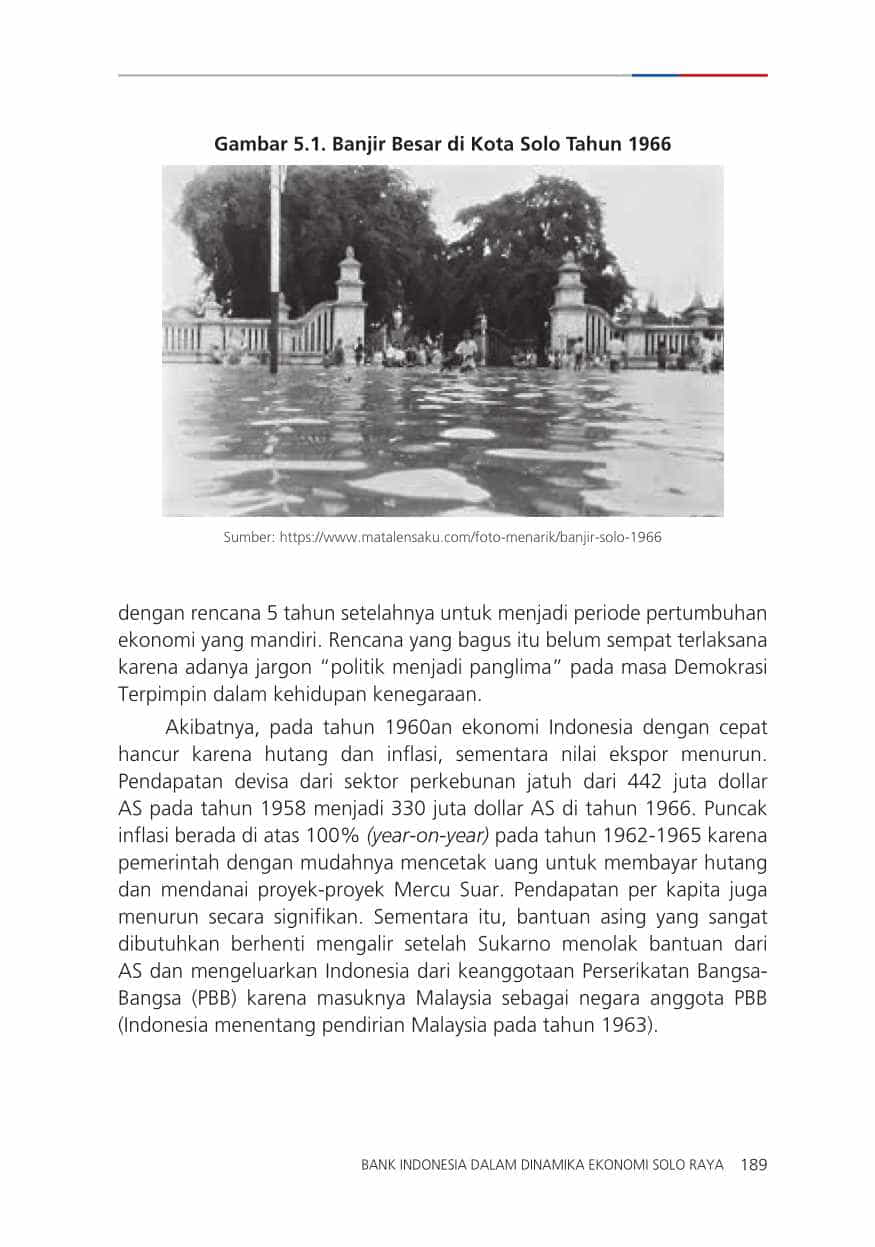 Gambar 5.1. Banjir Besar di Kota Solo Tahun 1966
Sumber: https://www.matalensaku.com/foto-menarik/banjir-solo-1966
dengan rencana 5 tahun setelahnya untuk menjadi periode pertumbuhan
ekonomi yang mandiri. Rencana yang bagus itu belum sempat terlaksana
karena adanya jargon “politik menjadi panglima” pada masa Demokrasi
Terpimpin dalam kehidupan kenegaraan.
Akibatnya, pada tahun 1960an ekonomi Indonesia dengan cepat
hancur karena hutang dan inflasi, sementara nilai ekspor menurun.
Pendapatan devisa dari sektor perkebunan jatuh dari 442 juta dollar
AS pada tahun 1958 menjadi 330 juta dollar AS di tahun 1966. Puncak
inflasi berada di atas 100% (year-on-year) pada tahun 1962-1965 karena
pemerintah dengan mudahnya mencetak uang untuk membayar hutang
dan mendanai proyek-proyek Mercu Suar. Pendapatan per kapita juga
menurun secara signifikan. Sementara itu, bantuan asing yang sangat
dibutuhkan berhenti mengalir setelah Sukarno menolak bantuan dari
AS dan mengeluarkan Indonesia dari keanggotaan Perserikatan Bangsa-
Bangsa (PBB) karena masuknya Malaysia sebagai negara anggota PBB
(Indonesia menentang pendirian Malaysia pada tahun 1963).
BANK INDONESIA DALAM DINAMIKA EKONOMI SOLO RAYA 189